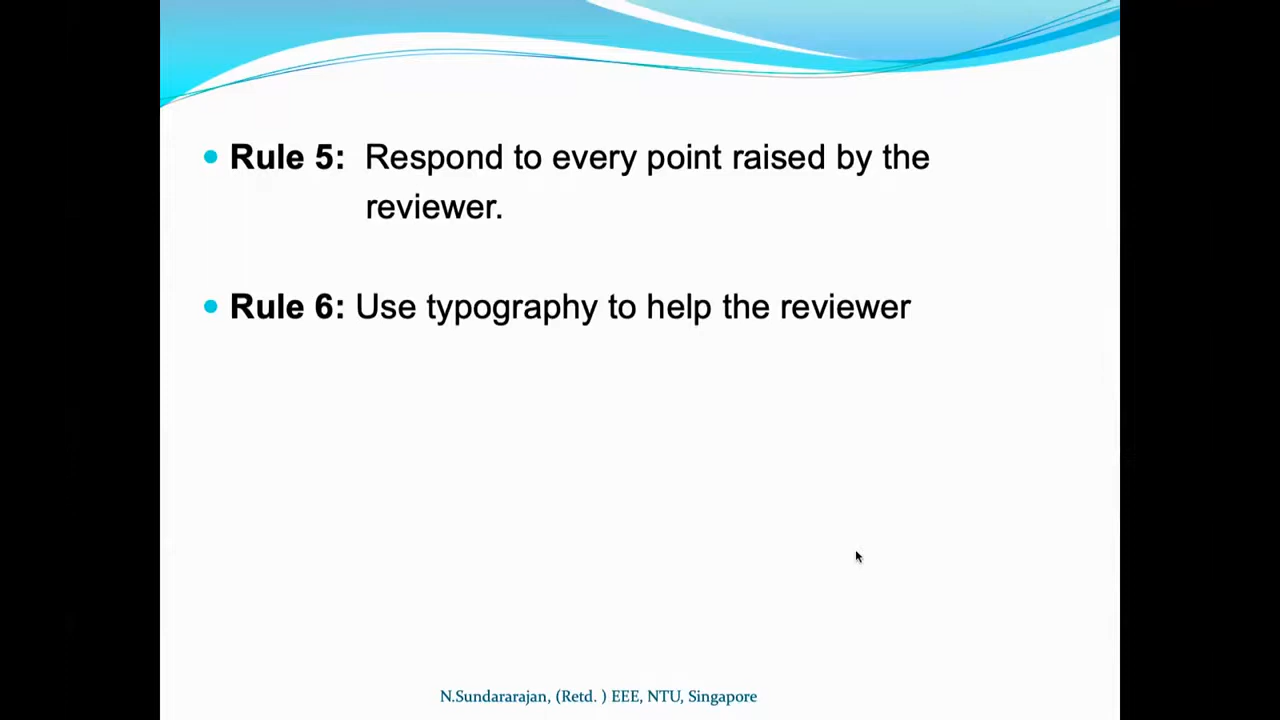 • Rule 5: Respond to every point raised by the
reviewer.
• Rule 6: Use typography to help the reviewer
N.Sundararajan, (Retd. ) EEE, NTU, Singapore